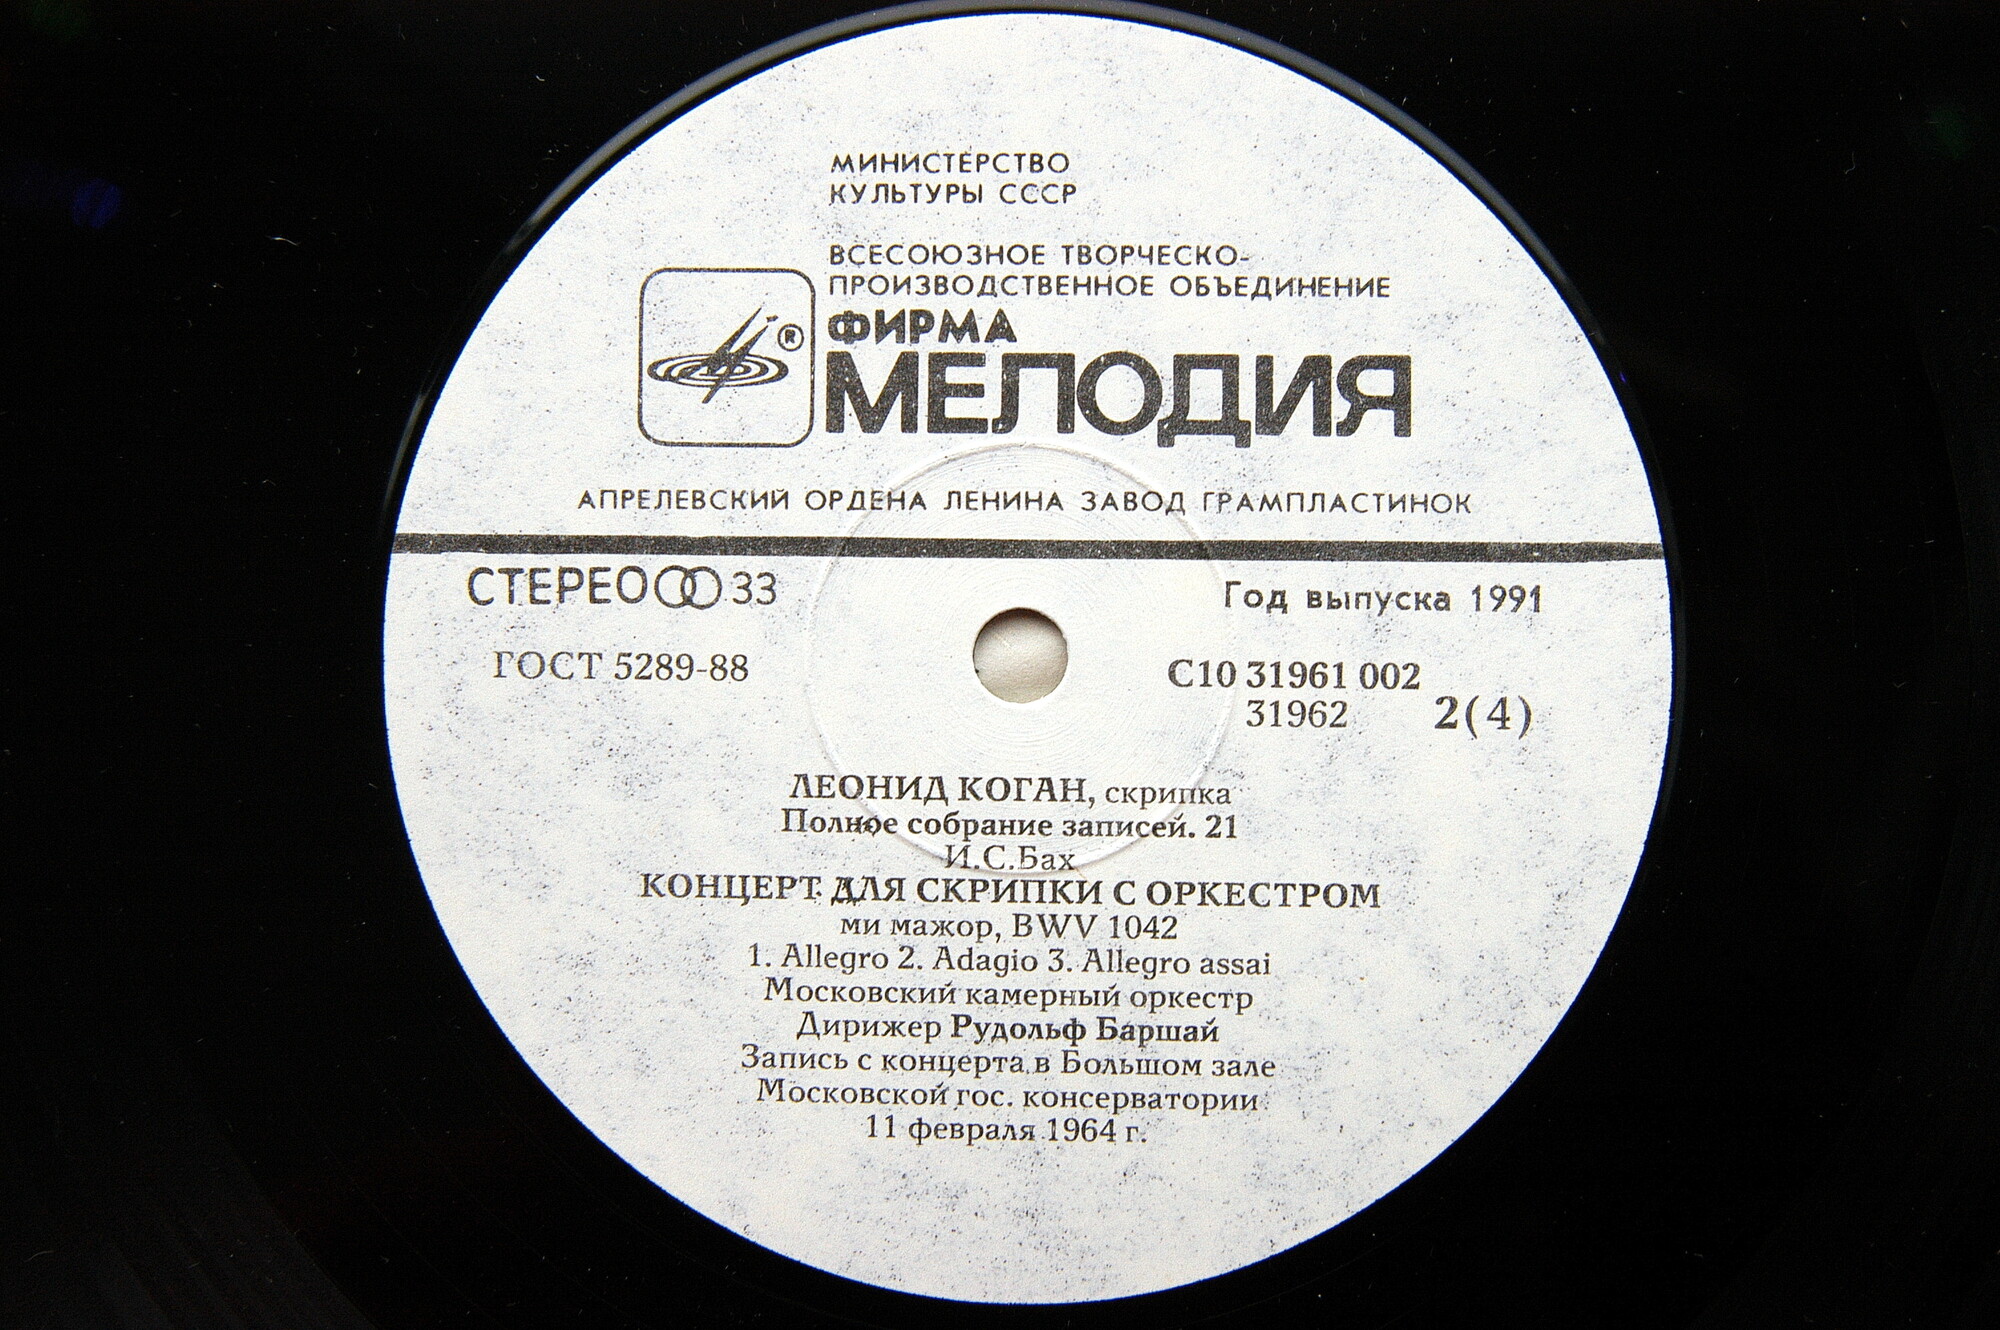 МИНИСТЕРСТВО
КУЛЬТУРЫ СССР
ВСЕСОЮЗНОЕ ТВОРЧЕСКО-
ПРОИЗВОДСТВЕННОЕ ОБЪЕДИНЕНИЕ
ФИРМА
®
МЕЛОДИЯ
АПРЕЛЕВСКИЙ ОРДЕНА ЛЕНИНА ЗАВОД ГРАМПЛАСТИНОК
СТЕРЕО 33
Год выпуска 1991
ГОСТ 5289-88
С10 31961 002
31962 2(4)
ЛЕОНИД КОГАН, скрипка
Полное собрание записей. 21
И.С.Бах
КОНЦЕРТ ДЛЯ СКРИПКИ С ОРКЕСТРОМ
ми мажор, BWV 1042
1. Allegro 2. Adagio 3. Allegro assai
Московский камерный оркестр
Дирижер Рудольф Баршай
Запись с концерта в Большом зале
Московской гос. консерватории
11 февраля 1964 г.